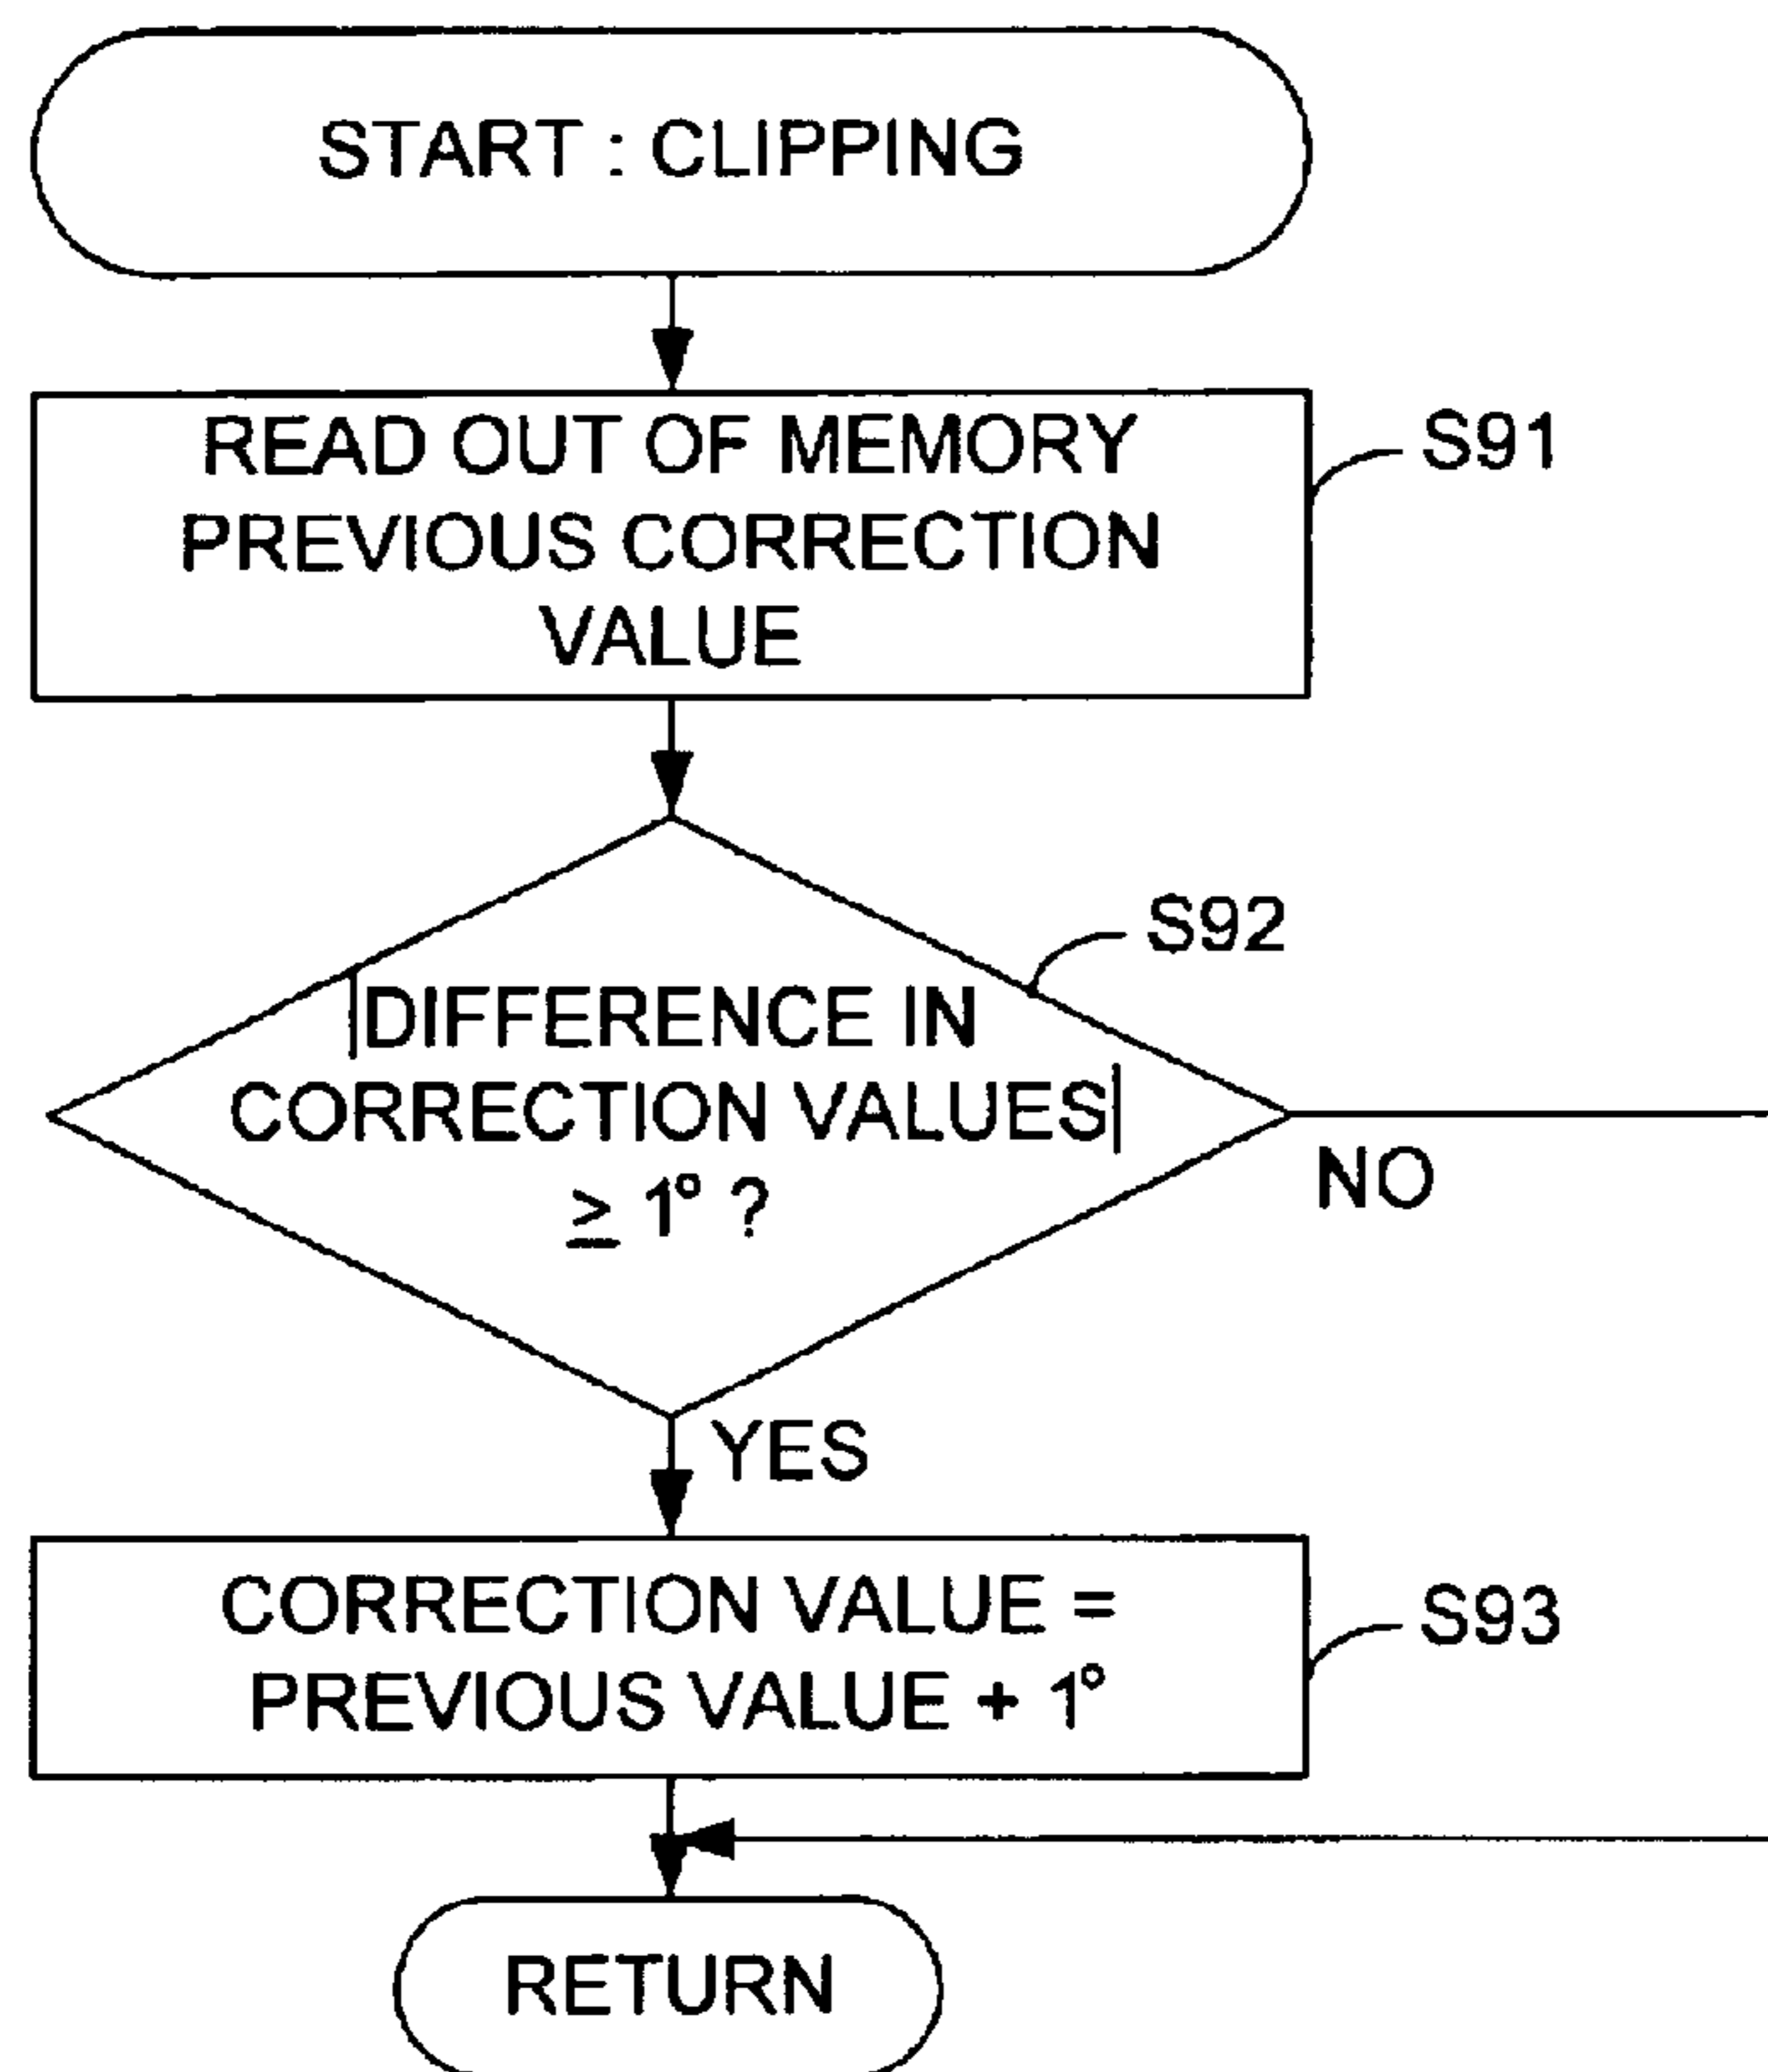 START : CLIPPING
READ OUT OF MEMORY
PREVIOUS CORRECTION
VALUE
S91
S92
|DIFFERENCE IN
CORRECTION VALUES|
≥ 1° ?
NO
YES
CORRECTION VALUE =
PREVIOUS VALUE + 1°
S93
RETURN